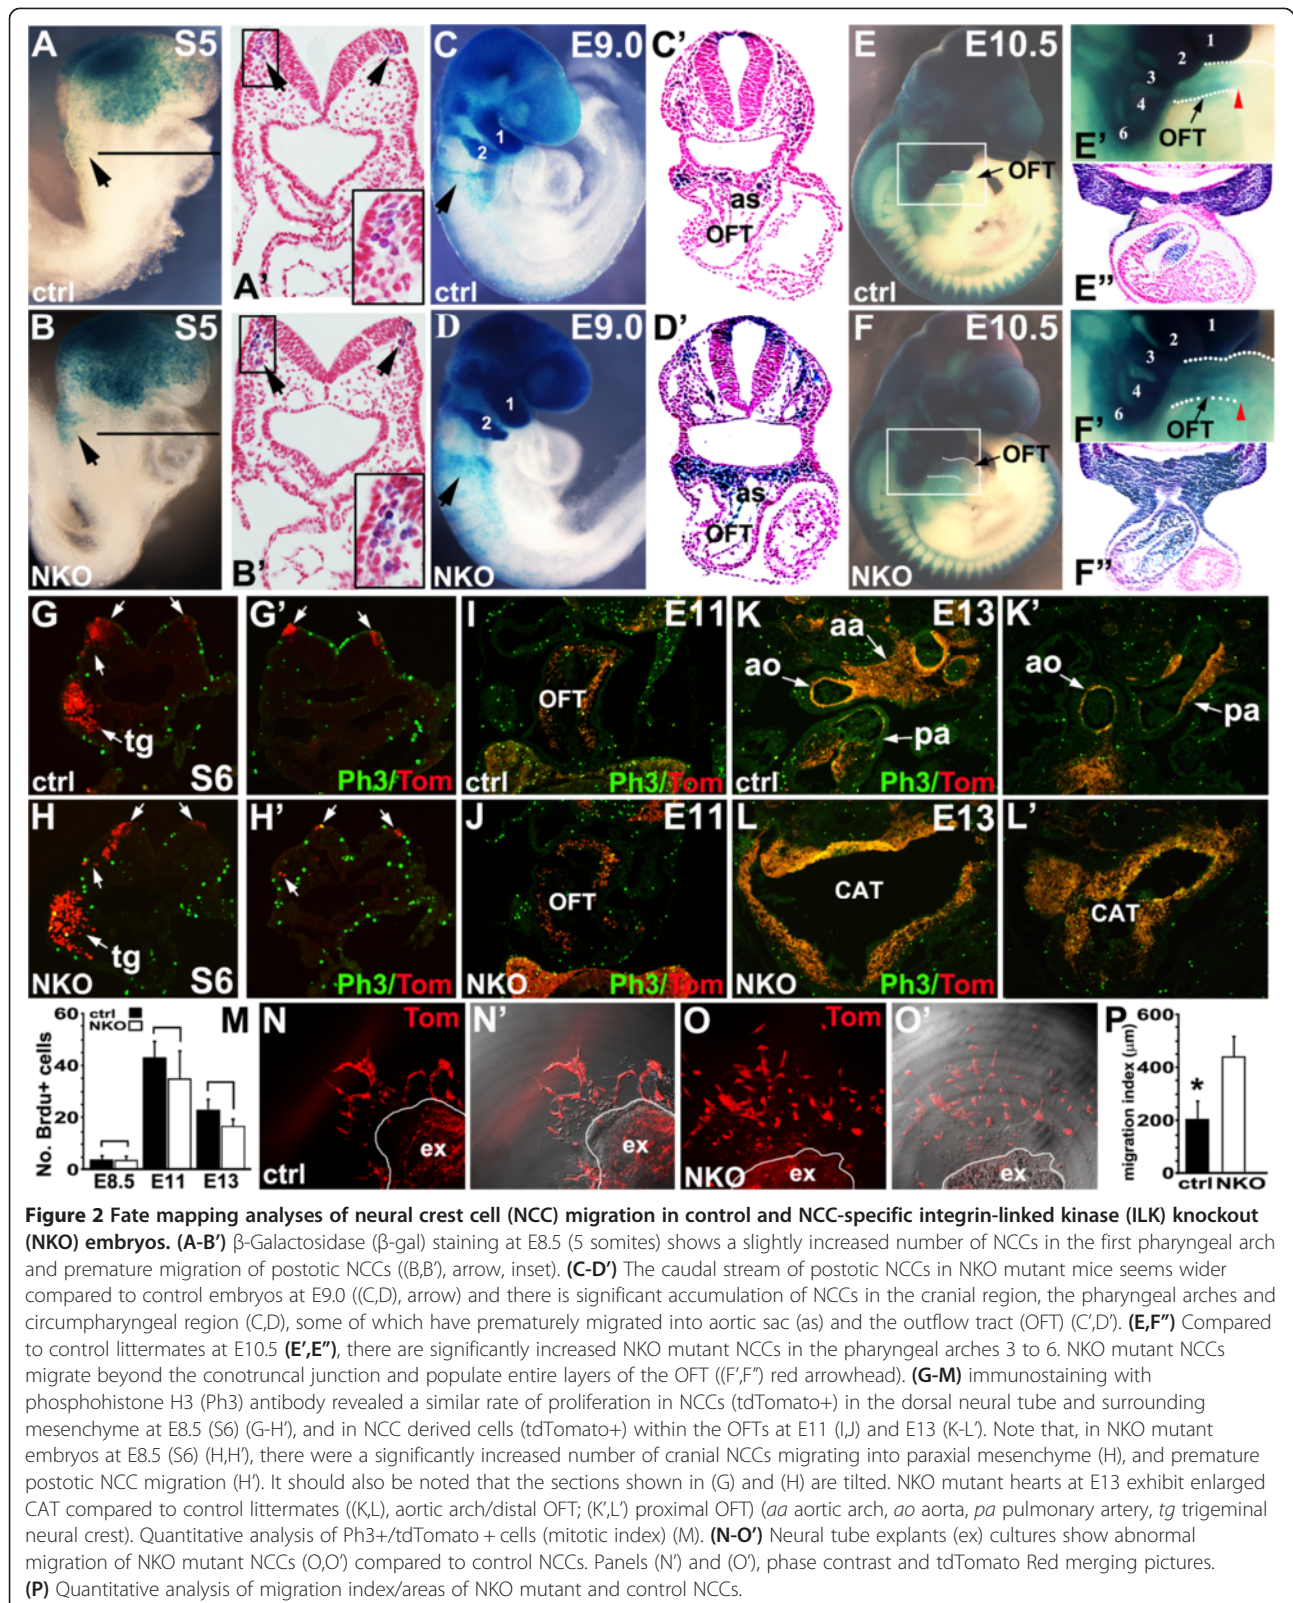 A S5 ctrl
A'
C E9.0 1 2 ctrl
C' as OFT
E E10.5 OFT ctrl
E' 1 2 3 4 6 OFT
E"
B S5 NKO
B'
D E9.0 1 2 NKO
D' as OFT
F E10.5 OFT NKO
F' 1 2 3 4 6 OFT
F"
G tg ctrl S6
G' Ph3/Tom
I E11 OFT ctrl Ph3/Tom
K E13 aa ao pa ctrl Ph3/Tom
K' ao pa
H tg NKO S6
H' Ph3/Tom
J E11 OFT NKO Ph3/Tom
L E13 CAT NKO
L' CAT
M
ctrl
NKO
No. Brdu+ cells
60
40
20
0
E8.5 E11 E13
N Tom ex ctrl
N' ex
O Tom ex NKO
O' ex
P
migration index (μm)
600
400
200
0
*
ctrl NKO
Figure 2 Fate mapping analyses of neural crest cell (NCC) migration in control and NCC-specific integrin-linked kinase (ILK) knockout
(NKO) embryos. (A-B') β-Galactosidase (β-gal) staining at E8.5 (5 somites) shows a slightly increased number of NCCs in the first pharyngeal arch
and premature migration of postotic NCCs ((B,B'), arrow, inset). (C-D') The caudal stream of postotic NCCs in NKO mutant mice seems wider
compared to control embryos at E9.0 ((C,D), arrow) and there is significant accumulation of NCCs in the cranial region, the pharyngeal arches and
circumpharyngeal region (C,D), some of which have prematurely migrated into aortic sac (as) and the outflow tract (OFT) (C',D'). (E,F") Compared
to control littermates at E10.5 (E',E"), there are significantly increased NKO mutant NCCs in the pharyngeal arches 3 to 6. NKO mutant NCCs
migrate beyond the conotruncal junction and populate entire layers of the OFT ((F',F") red arrowhead). (G-M) immunostaining with
phosphohistone H3 (Ph3) antibody revealed a similar rate of proliferation in NCCs (tdTomato+) in the dorsal neural tube and surrounding
mesenchyme at E8.5 (S6) (G-H'), and in NCC derived cells (tdTomato+) within the OFTs at E11 (I,J) and E13 (K-L'). Note that, in NKO mutant
embryos at E8.5 (S6) (H,H'), there were a significantly increased number of cranial NCCs migrating into paraxial mesenchyme (H), and premature
postotic NCC migration (H'). It should also be noted that the sections shown in (G) and (H) are tilted. NKO mutant hearts at E13 exhibit enlarged
CAT compared to control littermates ((K,L), aortic arch/distal OFT; (K',L') proximal OFT) (aa aortic arch, ao aorta, pa pulmonary artery, tg trigeminal
neural crest). Quantitative analysis of Ph3+/tdTomato + cells (mitotic index) (M). (N-O') Neural tube explants (ex) cultures show abnormal
migration of NKO mutant NCCs (O,O') compared to control NCCs. Panels (N') and (O'), phase contrast and tdTomato Red merging pictures.
(P) Quantitative analysis of migration index/areas of NKO mutant and control NCCs.